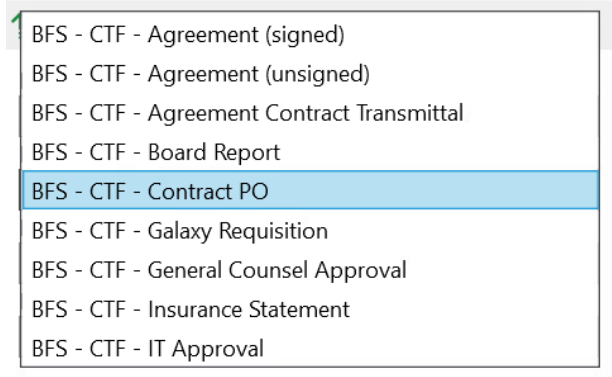 BFS - CTF - Agreement (signed)
BFS - CTF - Agreement (unsigned)
BFS - CTF - Agreement Contract Transmittal
BFS - CTF - Board Report
BFS - CTF - Contract PO
BFS - CTF - Galaxy Requisition
BFS - CTF - General Counsel Approval
BFS - CTF - Insurance Statement
BFS - CTF - IT Approval